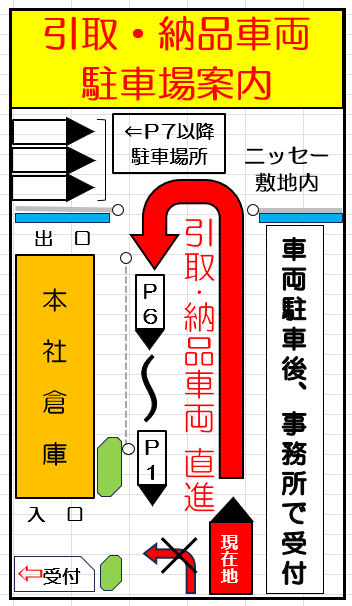 引取・納品車両
駐車場案内
←P7以降
駐車場所
ニッセー
敷地内
出 口
引取・納品車両 直進
車両駐車後、事務所で受付
本社倉庫
P6
P1
入 口
現在地
受付